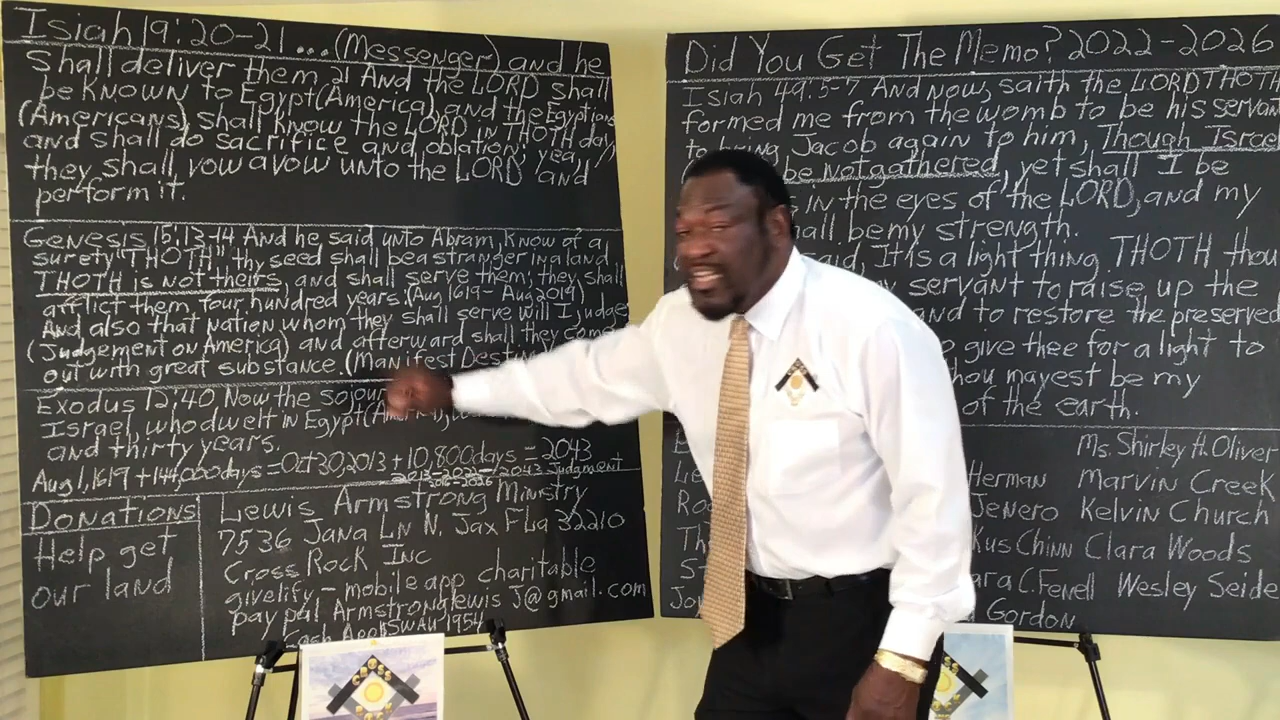 Isiah 19:20-21...(Messenger) and he
shall deliver them. 21 And the LORD shall
be KNOWN to Egypt (America), and the Egyptians
(Americans) shall know the LORD in THOTH day,
and shall do sacrifice and oblation; yea,
they shall vow a vow unto the LORD and
perform it.
Genesis 15:13-14 And he said unto Abram, Know of a
surety "THOTH" thy seed shall be a stranger in a land
THOTH is not theirs, and shall serve them; they shall
afflict them four hundred years; (Aug 1619- Aug 2019)
And also that nation whom they shall serve will I judge
(Judgement on America) and afterward shall they come
out with great substance. (Manifest
Exodus 12:40 Now the
Israel, who dwelt in Egypt
and thirty years.
Aug 1, 1619 + 144,000 days = Oct 30, 2013 + 10,800 days = 2043
2043 Judgment
Donations
Help get
our land
Lewis Armstrong Ministry
7536 Jana Ln N. Jax Fla 32210
Cross Rock Inc
givelify - mobile app charitable
pay pal Armstronglewis J@gmail.com
Cash App $SWAU1954
Did You Get The Memo? 2022-2026
Isiah 49:5-7 And now, saith the LORD THOTH
formed me from the womb to be his servan
to bring Jacob again to him, Though Israe
be not gathered, yet shall I be
in the eyes of the LORD, and my
shall be my strength.
said, It is a light thing THOTH thou
servant to raise up the
and to restore the preserved
give thee for a light to
thou mayest be my
of the earth.
Ms. Shirley H. Oliver
Herman Marvin Creek
Jenero Kelvin Church
Chinn Clara Woods
C. Fenell Wesley Seide
Gordon
CROSS